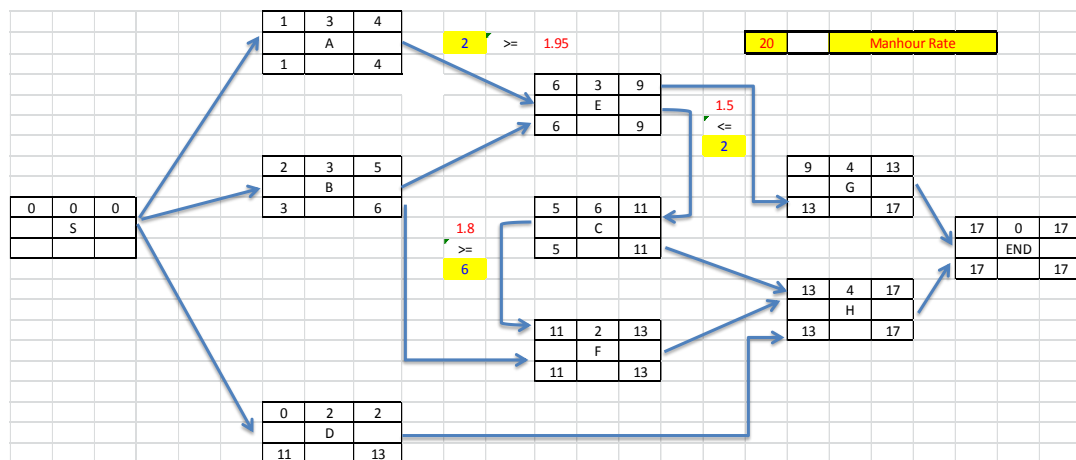 1 3 4
A
1 4
2 >= 1.95
20 Manhour Rate
6 3 9
E
6 9
1.5
<=
2
2 3 5
B
3 6
9 4 13
G
13 17
0 0 0
S
5 6 11
C
5 11
1.8
>=
6
17 0 17
END
17 17
13 4 17
H
13 17
11 2 13
F
11 13
0 2 2
D
11 13